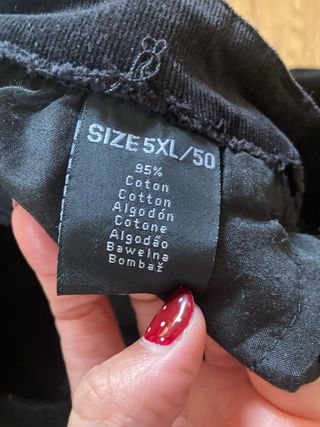 SIZE 5XL/50
95%
Coton
Cotton
Algodón
Cotone
Algodão
Bawełna
Bombaž